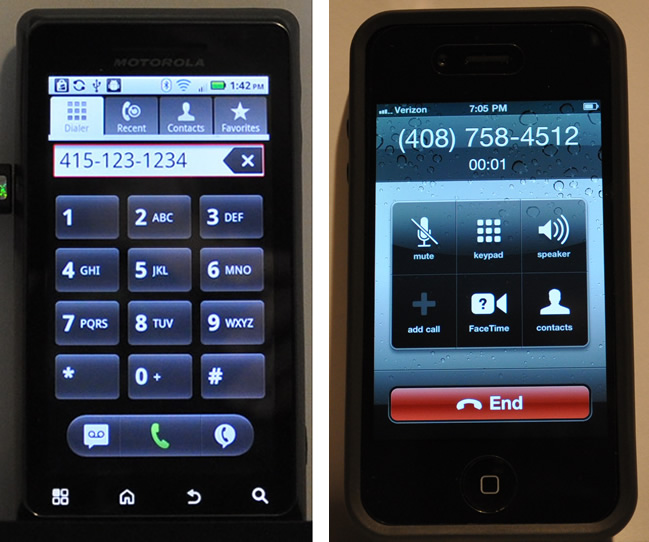 MOTOROLA
1:42 PM
Dialer Recent Contacts Favorites
415-123-1234
1 2 ABC 3 DEF
4 GHI 5 JKL 6 MNO
7 PQRS 8 TUV 9 WXYZ
* 0 + #
Verizon 7:05 PM
(408) 758-4512
00:01
mute keypad speaker
add call FaceTime contacts
End